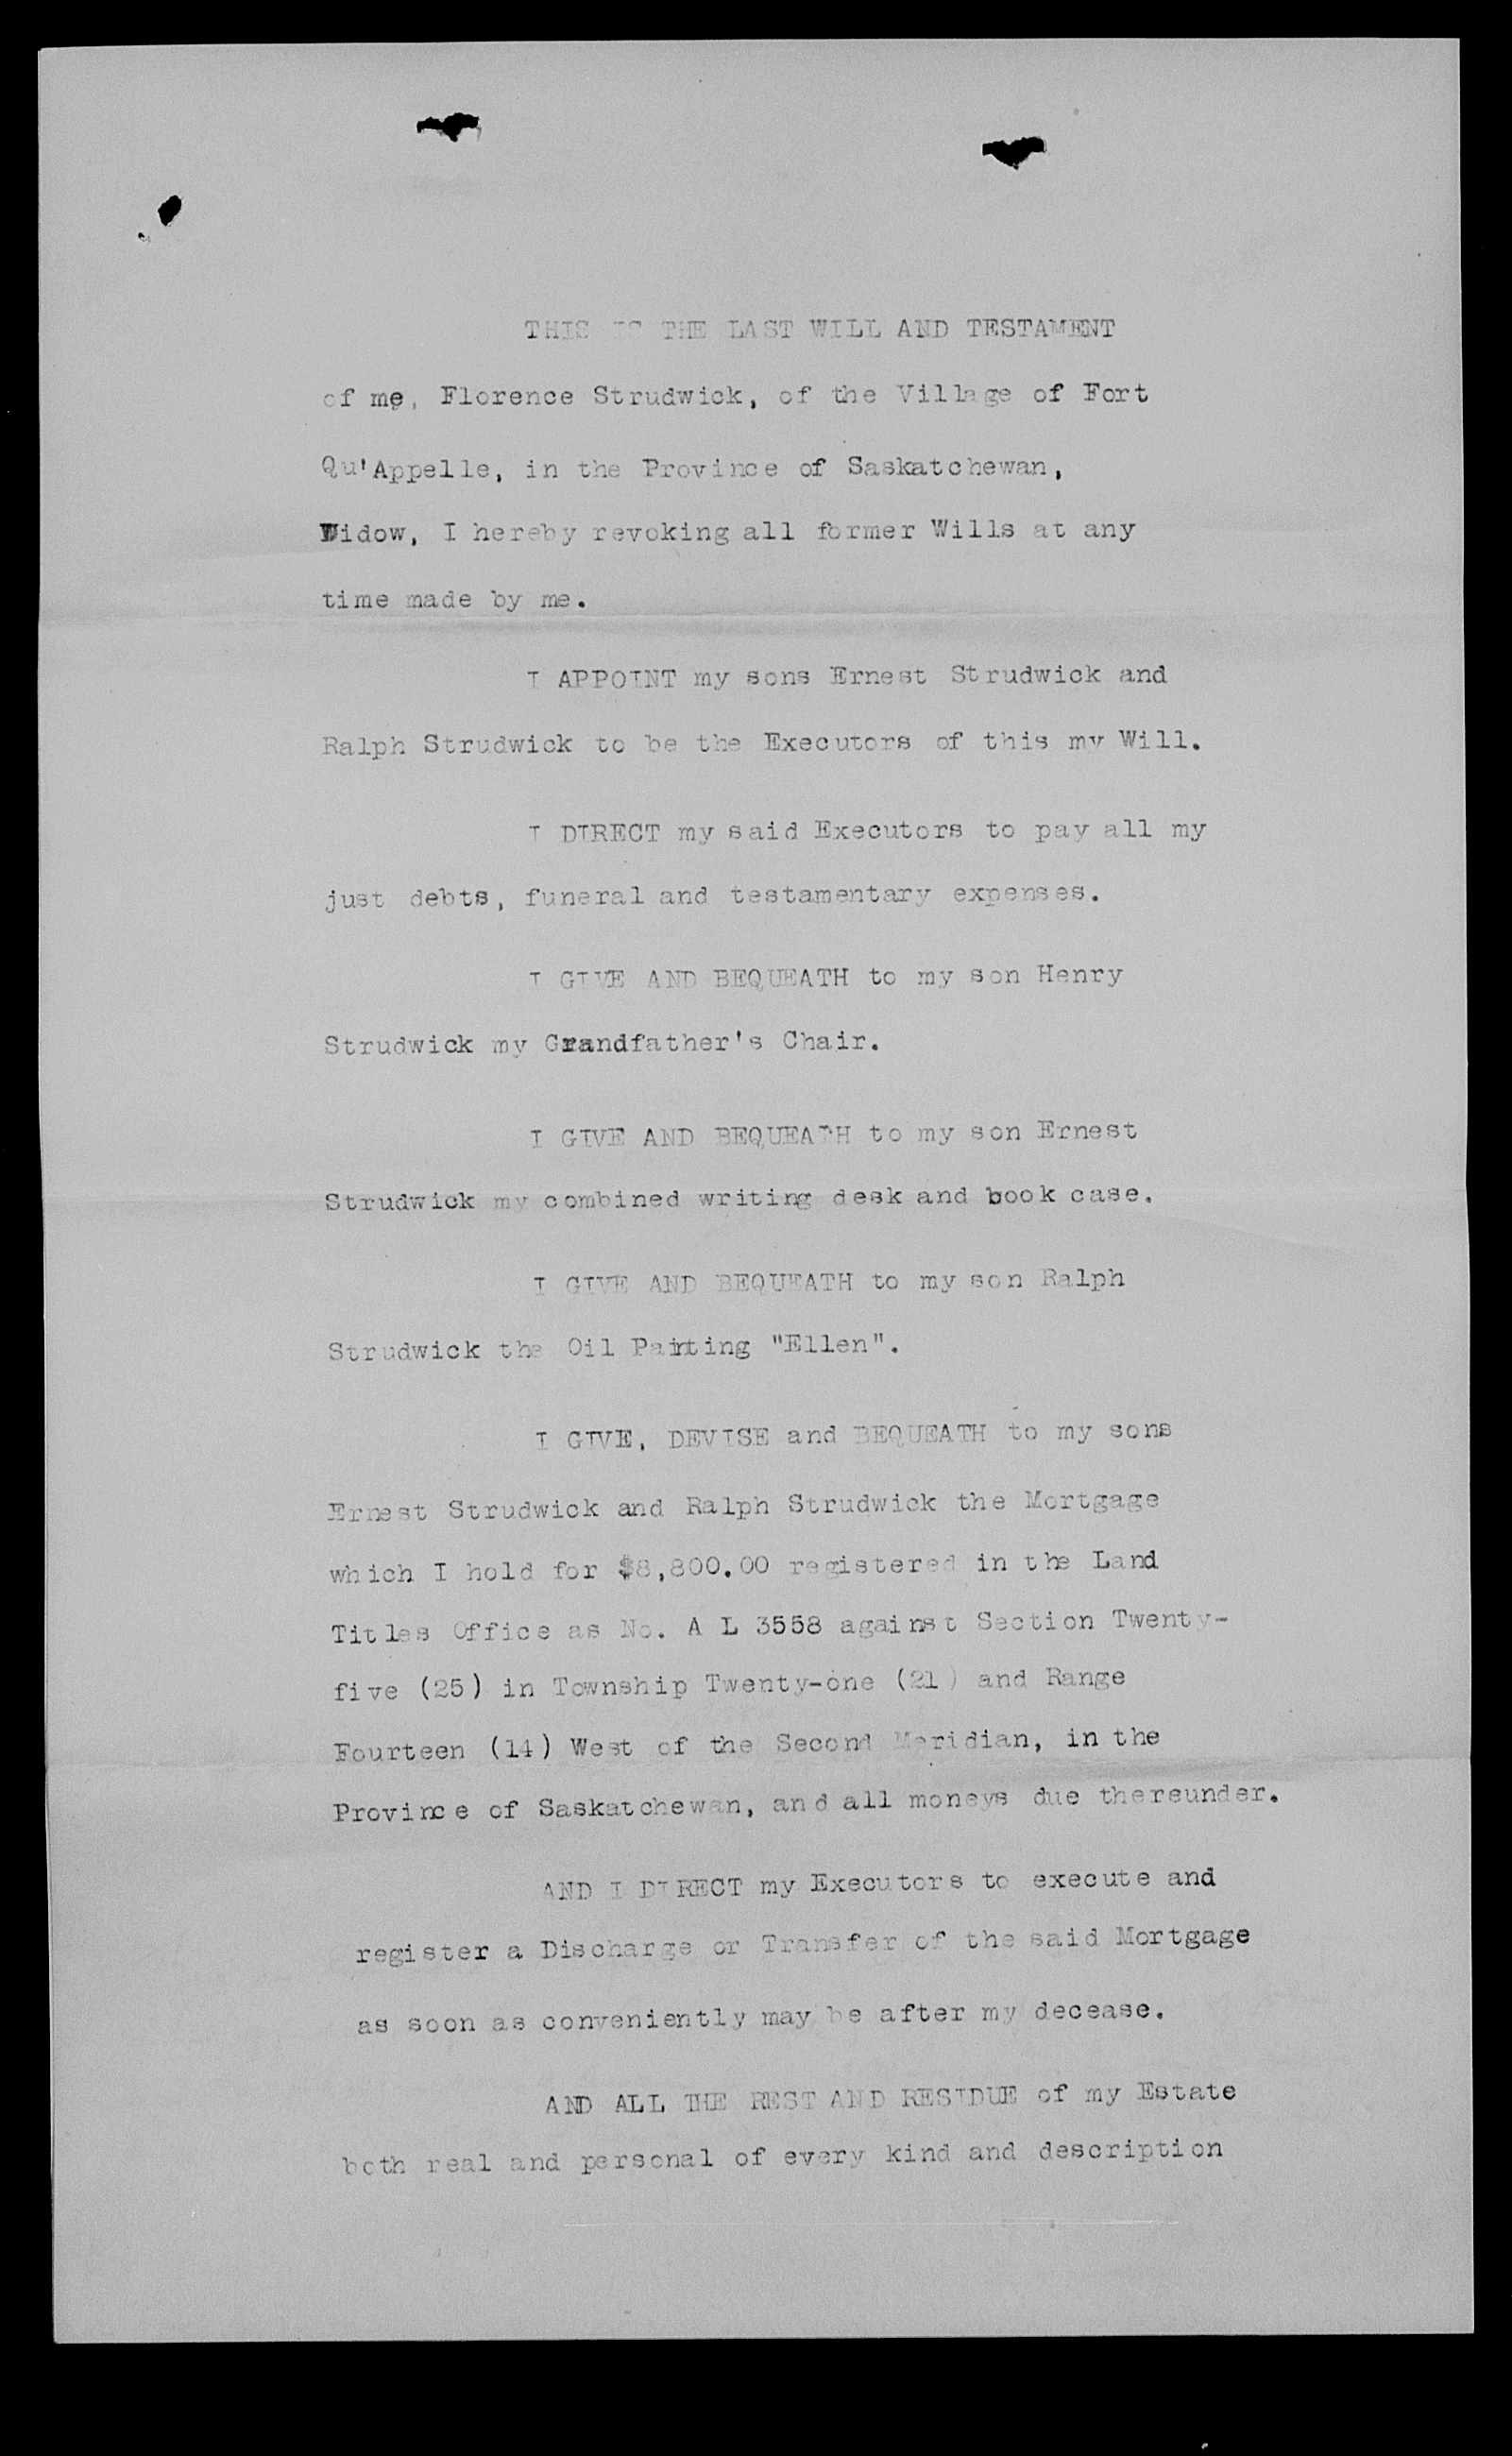 THIS IS THE LAST WILL AND TESTAMENT
of me, Florence Strudwick, of the Village of Fort
Qu'Appelle, in the Province of Saskatchewan,
Widow, I hereby revoking all former Wills at any
time made by me.
I APPOINT my sons Ernest Strudwick and
Ralph Strudwick to be the Executors of this my Will.
I DIRECT my said Executors to pay all my
just debts, funeral and testamentary expenses.
I GIVE AND BEQUEATH to my son Henry
Strudwick my Grandfather's Chair.
I GIVE AND BEQUEATH to my son Ernest
Strudwick my combined writing desk and book case.
I GIVE AND BEQUEATH to my son Ralph
Strudwick the Oil Painting "Ellen".
I GIVE, DEVISE and BEQUEATH to my sons
Ernest Strudwick and Ralph Strudwick the Mortgage
which I hold for $8,800.00 registered in the Land
Titles Office as No. A L 3558 against Section Twenty-
five (25) in Township Twenty-one (21) and Range
Fourteen (14) West of the Second Meridian, in the
Province of Saskatchewan, and all moneys due thereunder.
AND I DIRECT my Executors to execute and
register a Discharge or Transfer of the said Mortgage
as soon as conveniently may be after my decease.
AND ALL THE REST AND RESIDUE of my Estate
both real and personal of every kind and description